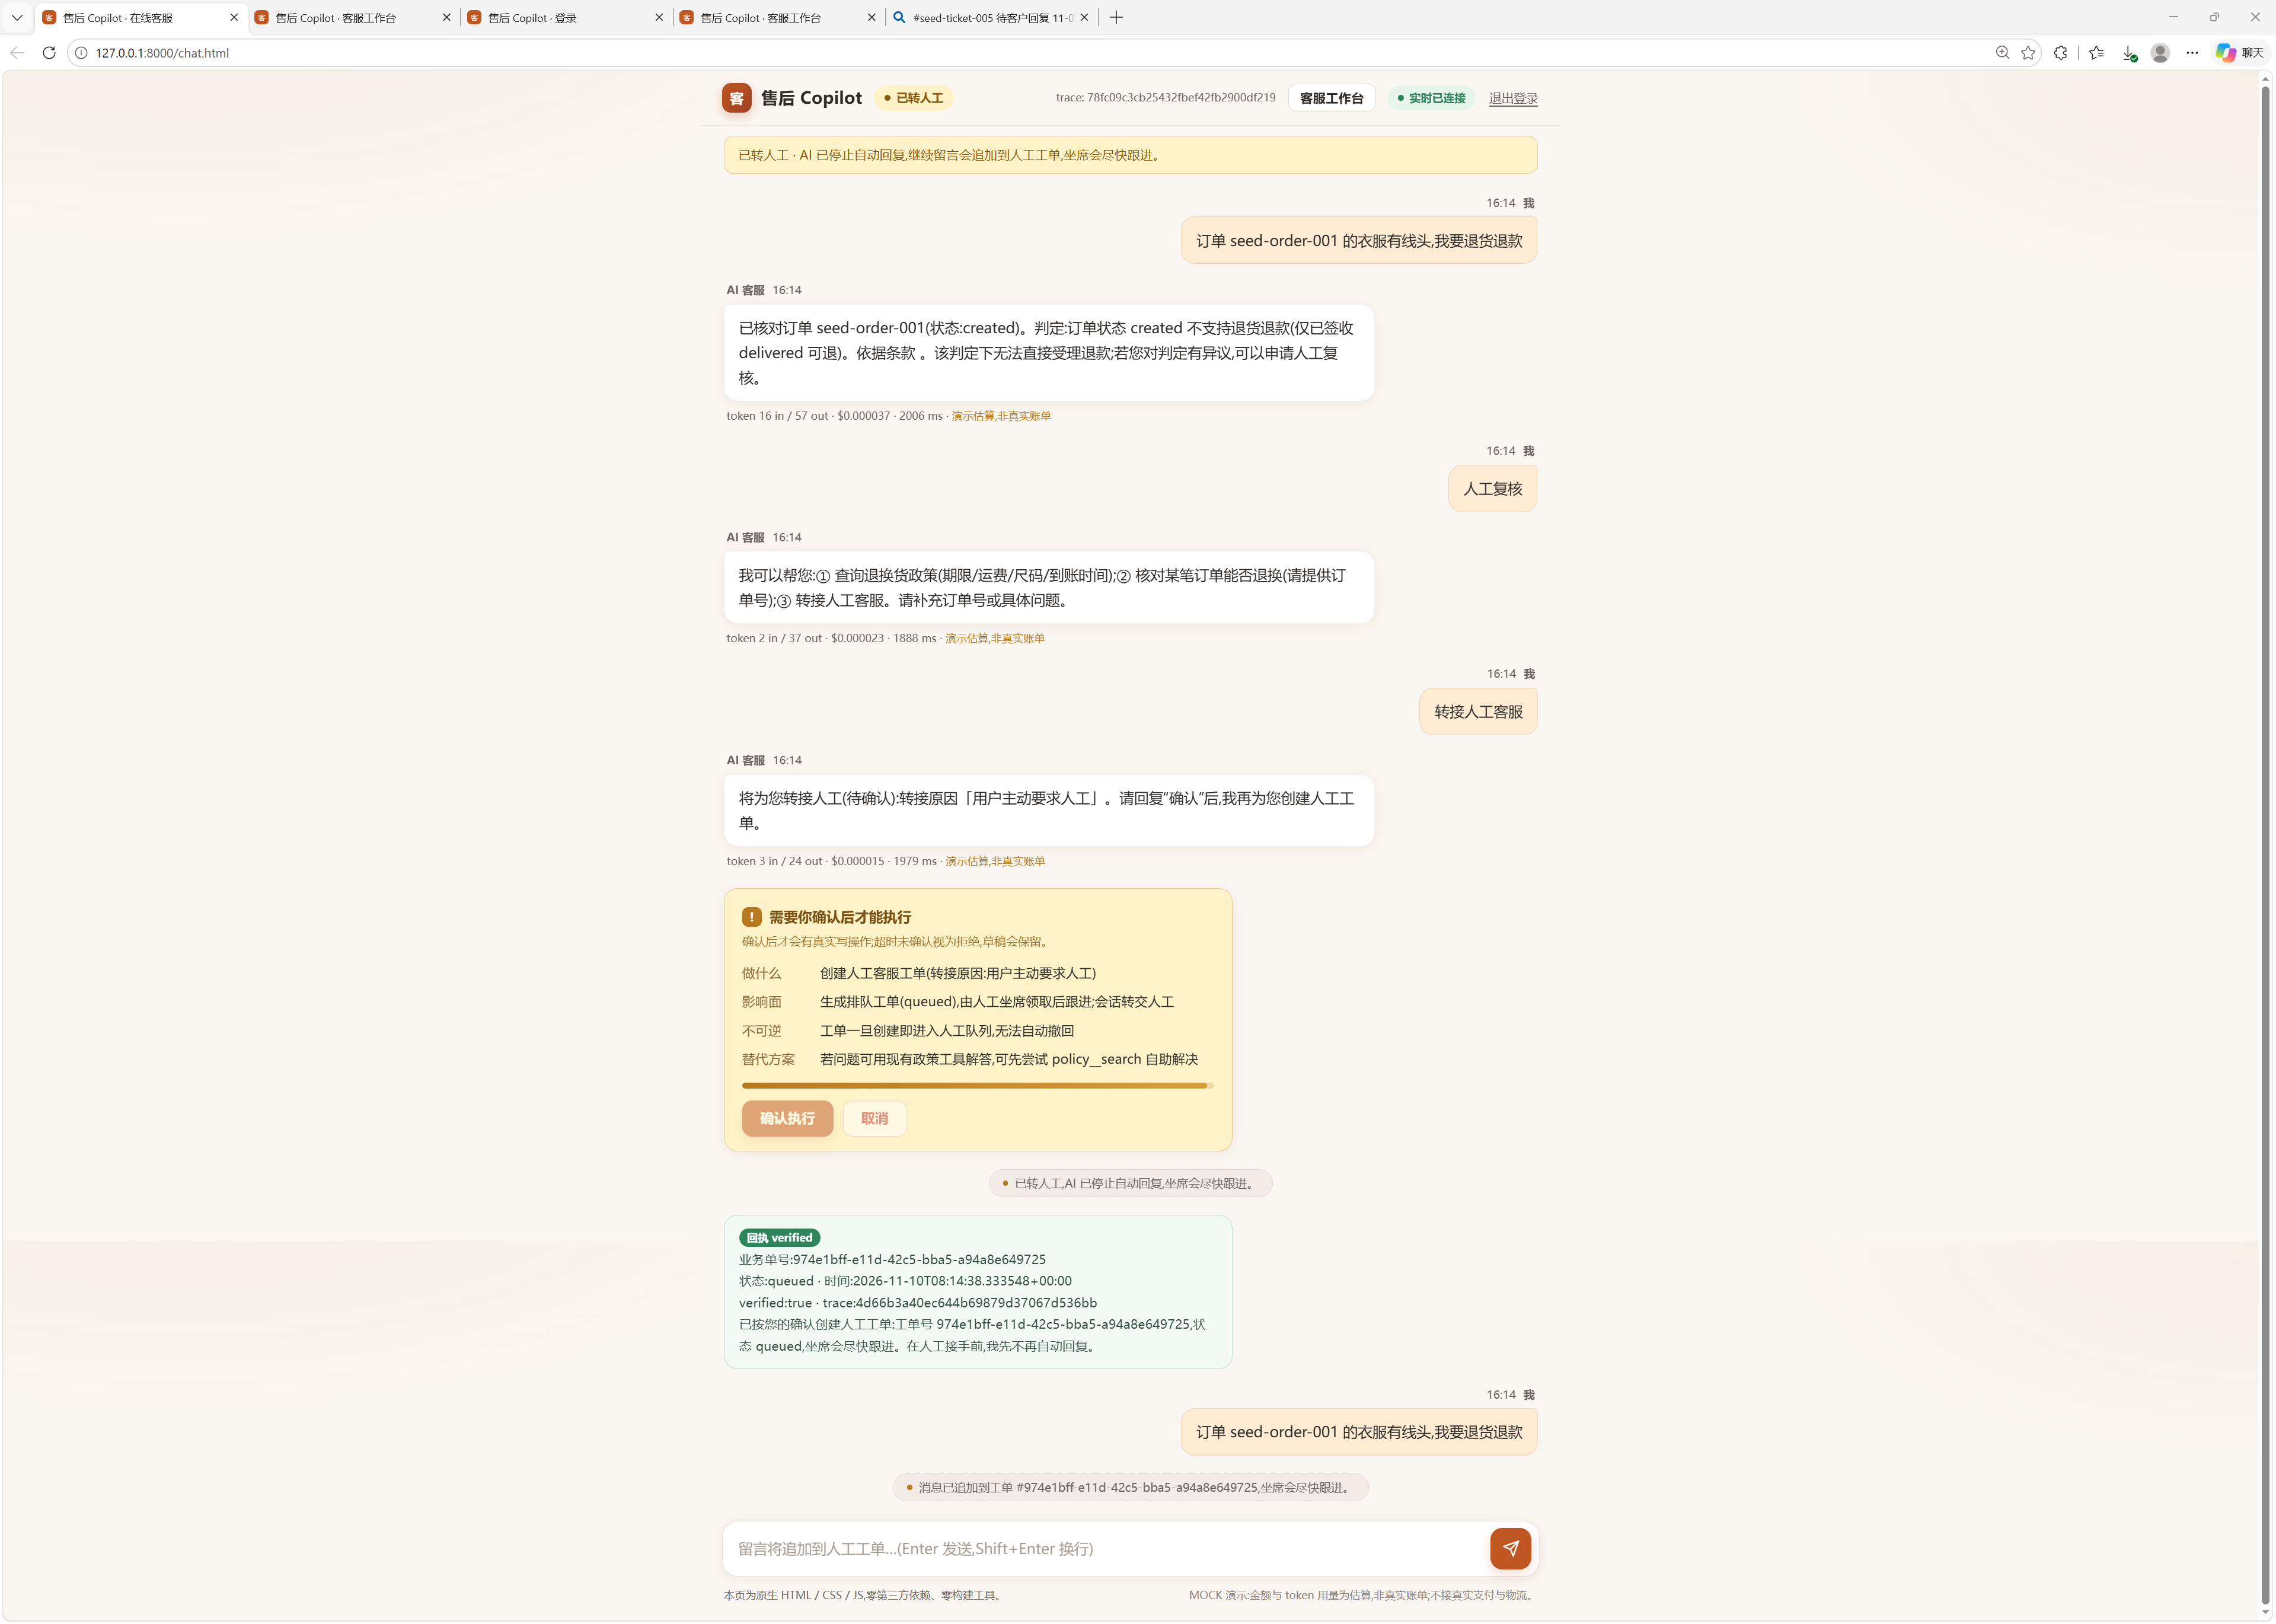 售后 Copilot · 在线客服
售后 Copilot · 客服工作台
售后 Copilot · 登录
售后 Copilot · 客服工作台
#seed-ticket-005 待客户回复 11-0
127.0.0.1:8000/chat.html
聊天
客 售后 Copilot 已转人工
trace: 78fc09c3cb25432fbef42fb2900df219 客服工作台 实时已连接 退出登录
已转人工 · AI 已停止自动回复,继续留言会追加到人工工单,坐席会尽快跟进。
16:14 我
订单 seed-order-001 的衣服有线头,我要退货退款
AI 客服 16:14
已核对订单 seed-order-001(状态:created)。判定:订单状态 created 不支持退货退款(仅已签收
delivered 可退)。依据条款 。该判定下无法直接受理退款;若您对判定有异议,可以申请人工复
核。
token 16 in / 57 out · $0.000037 · 2006 ms · 演示估算,非真实账单
16:14 我
人工复核
AI 客服 16:14
我可以帮您:① 查询退换货政策(期限/运费/尺码/到账时间);② 核对某笔订单能否退换(请提供订
单号);③ 转接人工客服。请补充订单号或具体问题。
token 2 in / 37 out · $0.000023 · 1888 ms · 演示估算,非真实账单
16:14 我
转接人工客服
AI 客服 16:14
将为您转接人工(待确认):转接原因「用户主动要求人工」。请回复“确认”后,我再为您创建人工工
单。
token 3 in / 24 out · $0.000015 · 1979 ms · 演示估算,非真实账单
! 需要你确认后才能执行
确认后才会有真实写操作;超时未确认视为拒绝,草稿会保留。
做什么 创建人工客服工单(转接原因:用户主动要求人工)
影响面 生成排队工单(queued),由人工坐席领取后跟进;会话转交人工
不可逆 工单一旦创建即进入人工队列,无法自动撤回
替代方案 若问题可用现有政策工具解答,可先尝试 policy__search 自助解决
确认执行 取消
已转人工,AI 已停止自动回复,坐席会尽快跟进。
回执 verified
业务单号:974e1bff-e11d-42c5-bba5-a94a8e649725
状态:queued · 时间:2026-11-10T08:14:38.333548+00:00
verified:true · trace:4d66b3a40ec644b69879d37067d536bb
已按您的确认创建人工工单:工单号 974e1bff-e11d-42c5-bba5-a94a8e649725,状
态 queued,坐席会尽快跟进。在人工接手前,我先不再自动回复。
16:14 我
订单 seed-order-001 的衣服有线头,我要退货退款
消息已追加到工单 #974e1bff-e11d-42c5-bba5-a94a8e649725,坐席会尽快跟进。
留言将追加到人工工单...(Enter 发送,Shift+Enter 换行)
本页为原生 HTML / CSS / JS,零第三方依赖、零构建工具。
MOCK 演示:金额与 token 用量为估算,非真实账单;不接真实支付与物流。